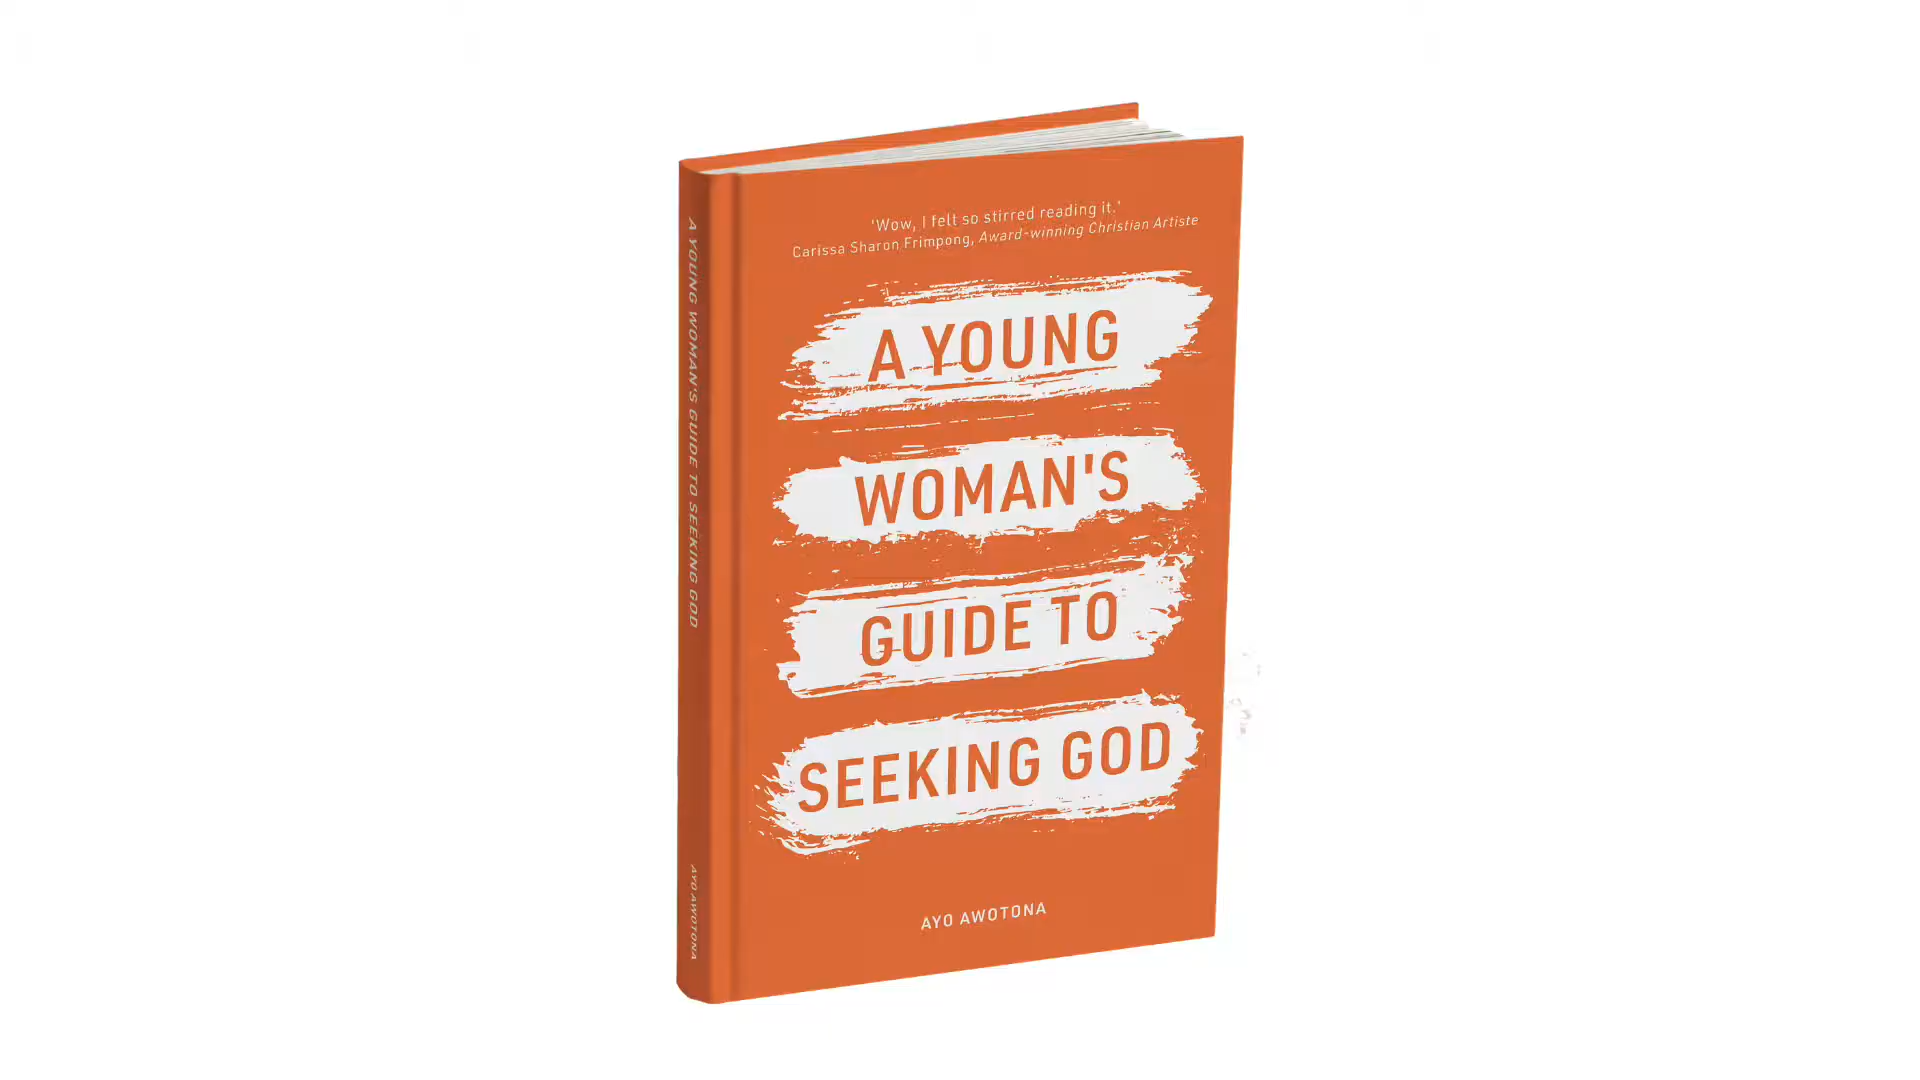 'Wow, I felt so stirred reading it.'
Carissa Sharon Frimpong, Award-winning Christian Artiste
A YOUNG
WOMAN'S
GUIDE TO
SEEKING GOD
AYO AWOTONA
A YOUNG WOMAN'S GUIDE TO SEEKING GOD
AYO AWOTONA